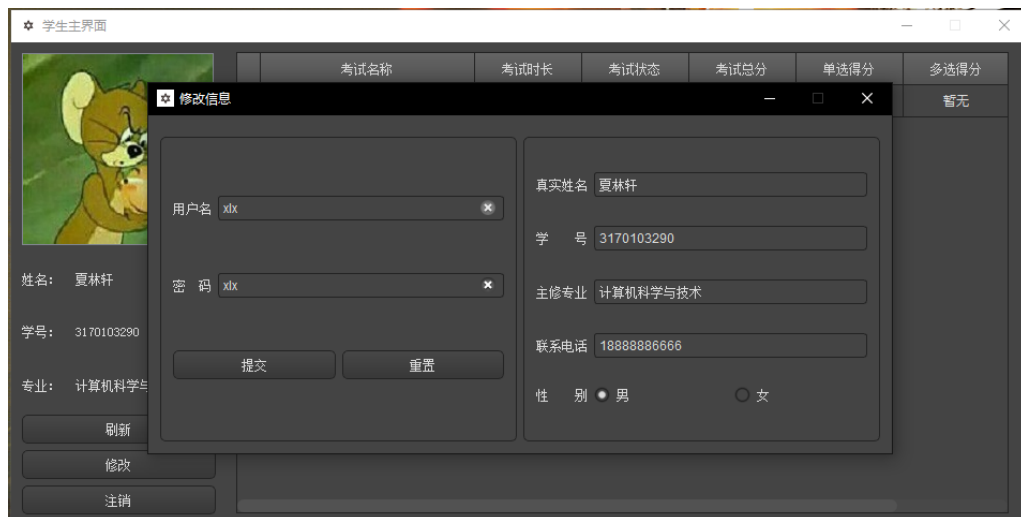 学生主界面
考试名称 考试时长 考试状态 考试总分 单选得分 多选得分
暂无
修改信息
用户名 xlx
密 码 xlx
提交 重置
真实姓名 夏林轩
学 号 3170103290
主修专业 计算机科学与技术
联系电话 18888886666
性 别 男 女
姓名: 夏林轩
学号: 3170103290
专业: 计算机科学与
刷新
修改
注销